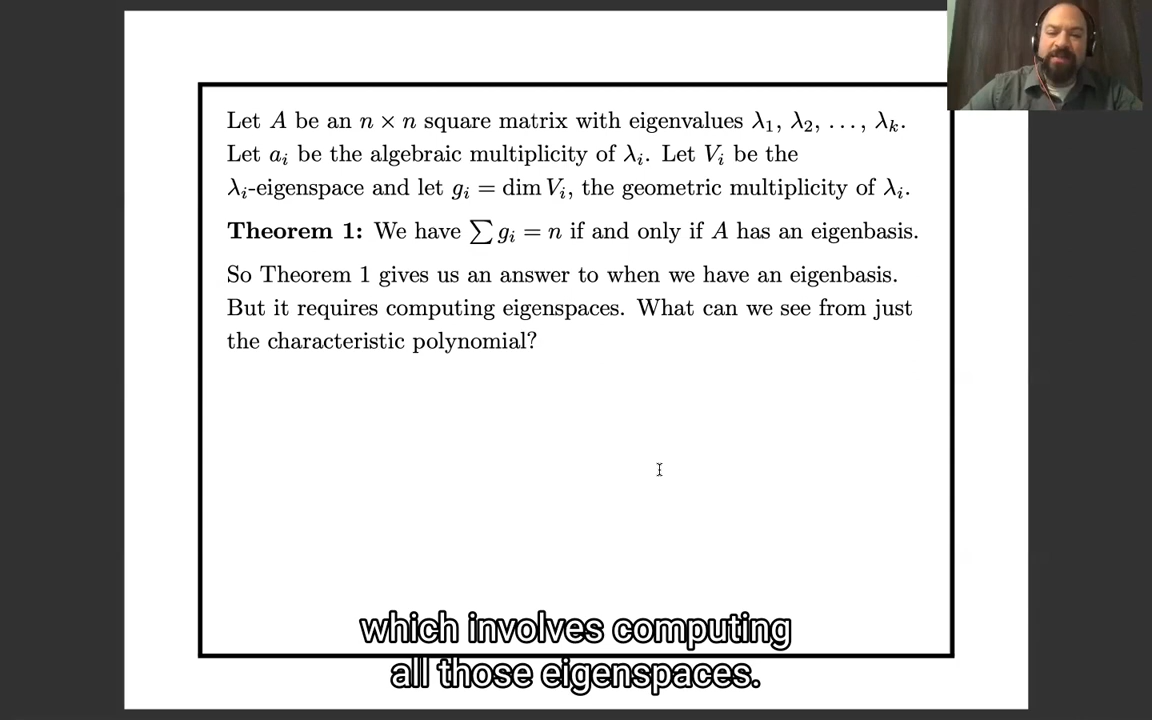 Let A be an n × n square matrix with eigenvalues λ₁, λ₂, …, λₖ.
Let aᵢ be the algebraic multiplicity of λᵢ. Let Vᵢ be the
λᵢ-eigenspace and let gᵢ = dim Vᵢ, the geometric multiplicity of λᵢ.
Theorem 1: We have ∑ gᵢ = n if and only if A has an eigenbasis.
So Theorem 1 gives us an answer to when we have an eigenbasis.
But it requires computing eigenspaces. What can we see from just
the characteristic polynomial?
which involves computing
all those eigenspaces.